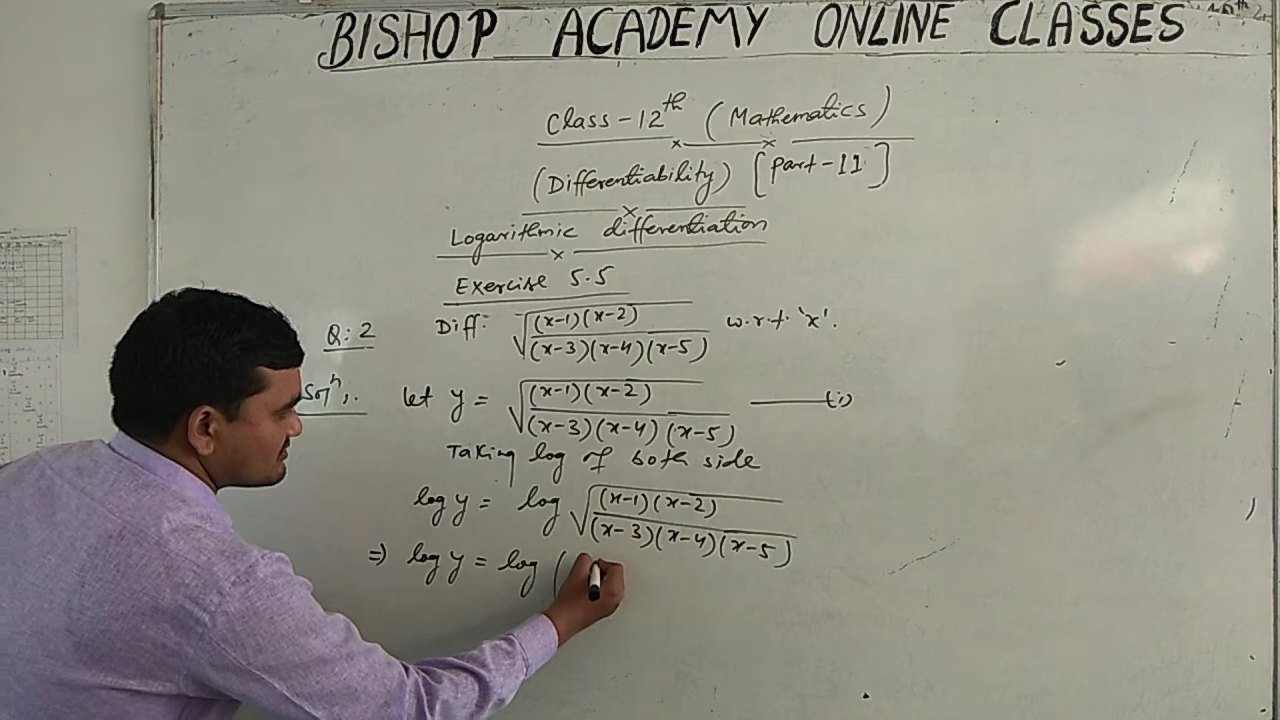 BISHOP ACADEMY ONLINE CLASSES
Class-12th (Mathematics)
(Differentiability) [Part-11]
Logarithmic differentiation
Exercise 5.5
Q:2 Diff: √((x-1)(x-2)/(x-3)(x-4)(x-5)) w.r.t 'x'.
Solⁿ:. let y = √((x-1)(x-2)/(x-3)(x-4)(x-5)) —— (i)
Taking log of both side
log y = log √((x-1)(x-2)/(x-3)(x-4)(x-5))
=) log y = log (